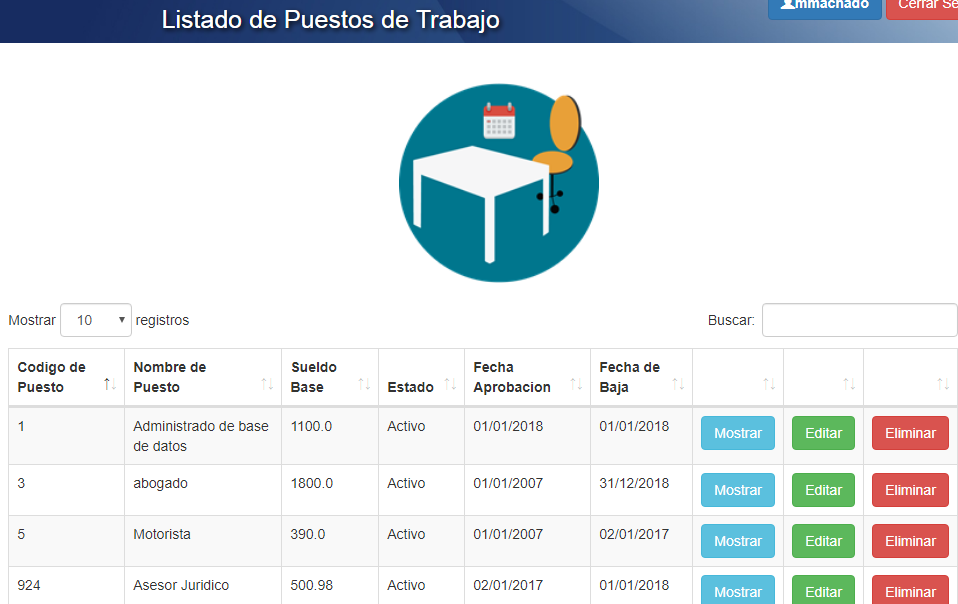 Listado de Puestos de Trabajo
mmachado
Cerrar Se
Mostrar 10 registros
Buscar:
Codigo de Puesto Nombre de Puesto Sueldo Base Estado Fecha Aprobacion Fecha de Baja
1 Administrado de base de datos 1100.0 Activo 01/01/2018 01/01/2018 Mostrar Editar Eliminar
3 abogado 1800.0 Activo 01/01/2007 31/12/2018 Mostrar Editar Eliminar
5 Motorista 390.0 Activo 01/01/2007 02/01/2017 Mostrar Editar Eliminar
924 Asesor Juridico 500.98 Activo 02/01/2017 01/01/2018 Mostrar Editar Eliminar